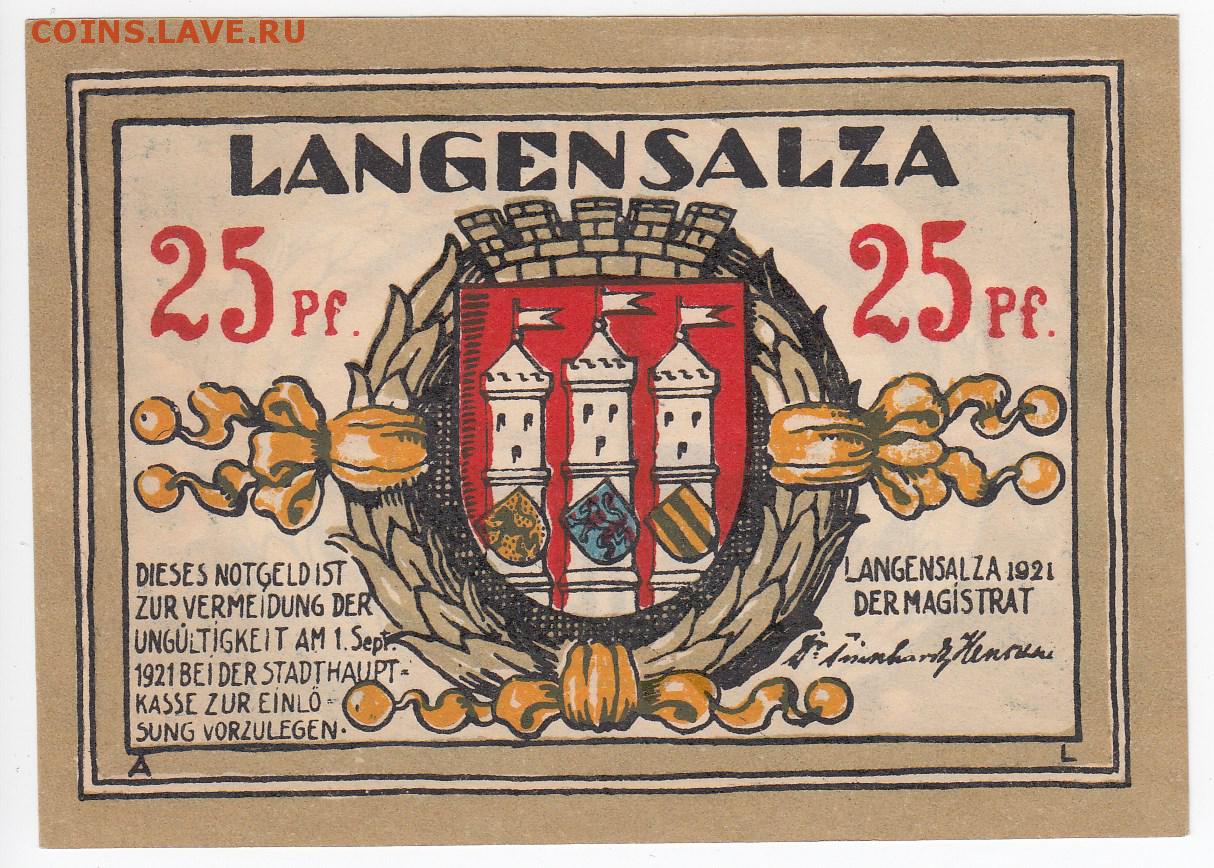 COINS.LAVE.RU
LANGENSALZA
25 Pf.
25 Pf.
DIESES NOTGELD IST
ZUR VERMEIDUNG DER
UNGÜLTIGKEIT AM 1. Sept.
1921 BEI DER STADTHAUPT-
KASSE ZUR EINLÖ-
SUNG VORZULEGEN.
LANGENSALZA 1921
DER MAGISTRAT
Dr.
A
L